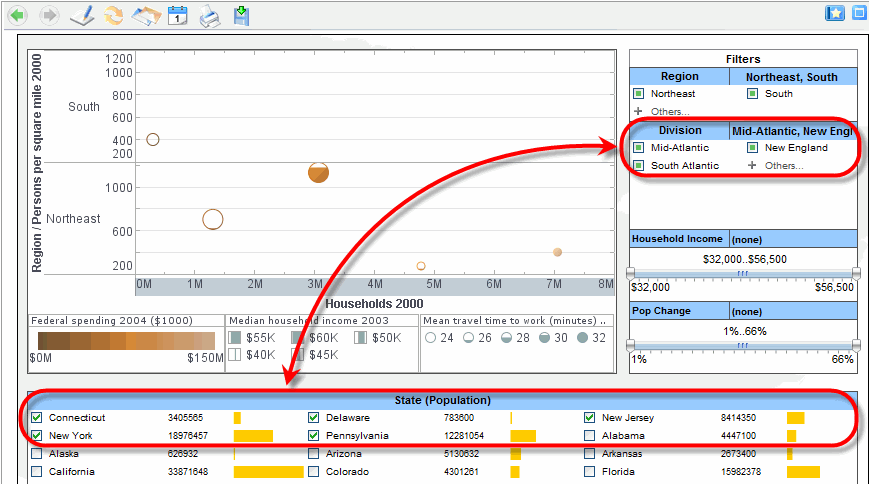 1
Region / Persons per square mile 2000
1200
1000
800
South
600
400
200
1000
Northeast
600
200
0M 1M 2M 3M 4M 5M 6M 7M 8M
Households 2000
Federal spending 2004 ($1000)
$0M $150M
Median household income 2003
$55K $60K $50K
$40K $45K
Mean travel time to work (minutes) ..
24 26 28 30 32
Filters
Region Northeast, South
Northeast South
Others...
Division Mid-Atlantic, New Engl
Mid-Atlantic New England
South Atlantic Others...
Household Income (none)
$32,000..$56,500
$32,000 $56,500
Pop Change (none)
1%..66%
1% 66%
State (Population)
Connecticut 3405565 Delaware 783600 New Jersey 8414350
New York 18976457 Pennsylvania 12281054 Alabama 4447100
Alaska 626932 Arizona 5130632 Arkansas 2673400
California 33871648 Colorado 4301261 Florida 15982378